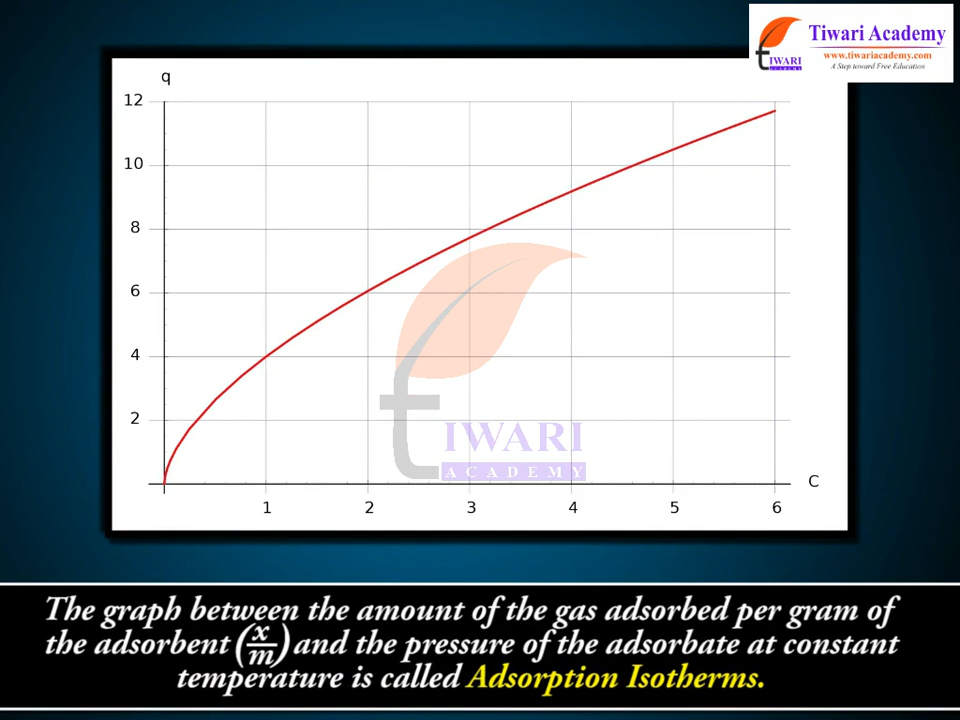 Tiwari Academy
www.tiwariacademy.com
A Step toward Free Education
TIWARI
ACADEMY
q
12
10
8
6
4
2
C
1 2 3 4 5 6
TIWARI
ACADEMY
The graph between the amount of the gas adsorbed per gram of
the adsorbent (x/m) and the pressure of the adsorbate at constant
temperature is called Adsorption Isotherms.